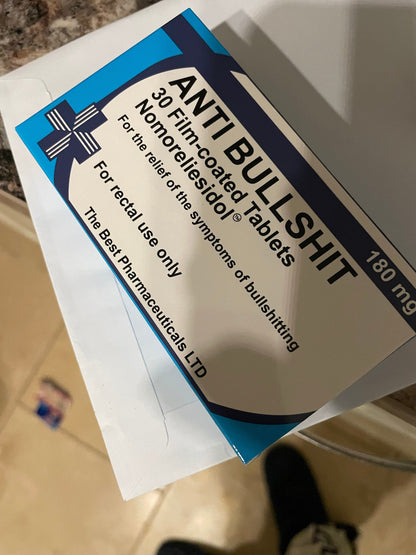 ANTI BULLSHIT
30 Film-coated Tablets
Nomoreliesidol®
For the relief of the symptoms of bullshitting
For rectal use only
The Best Pharmaceuticals LTD
180 mg